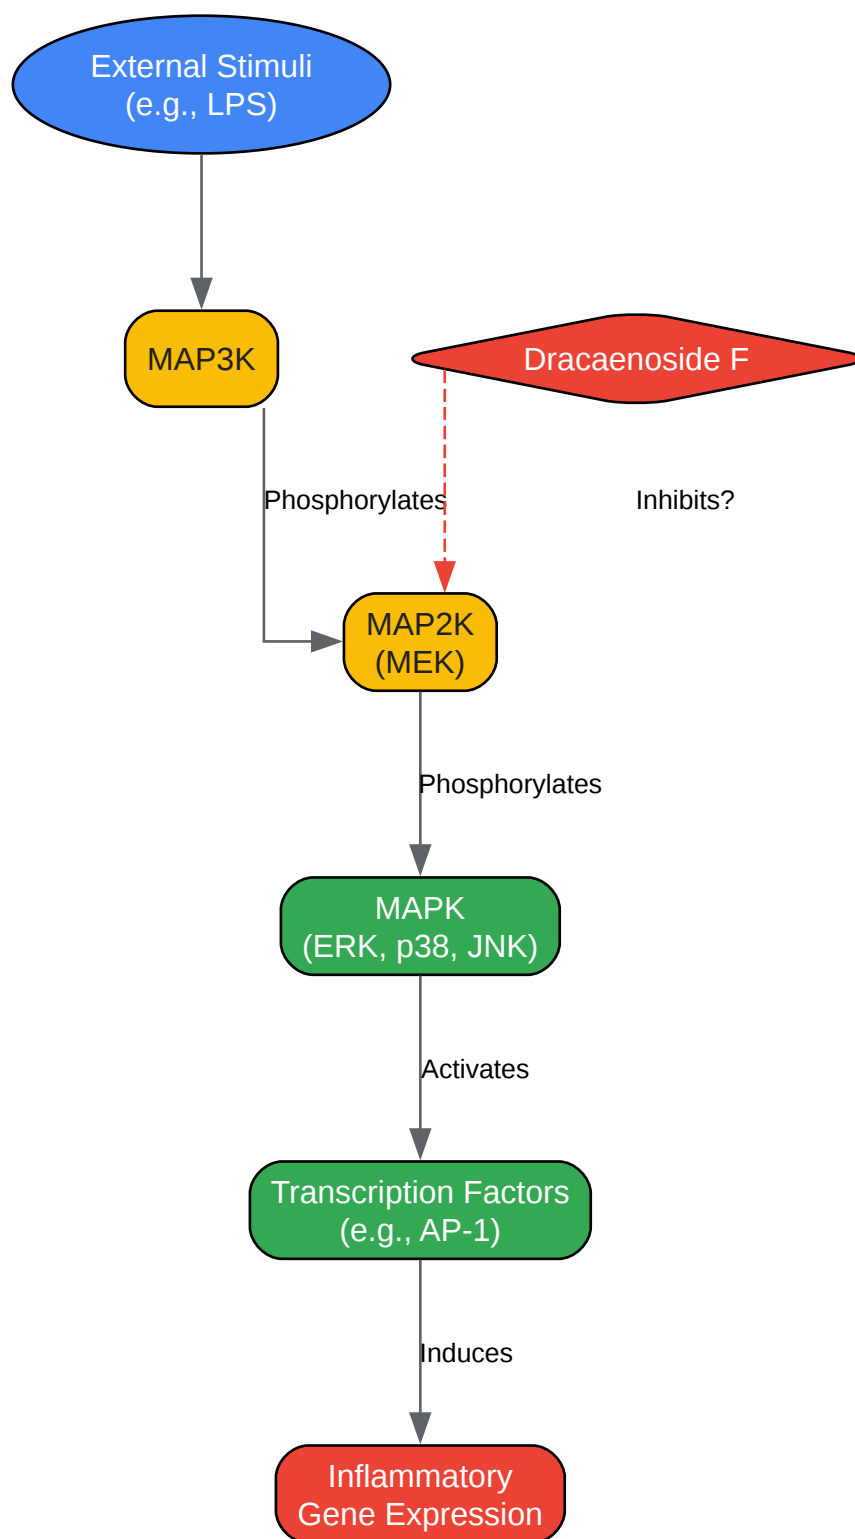 External Stimuli
(e.g., LPS)
MAP3K
Dracaenoside F
Phosphorylates
Inhibits?
MAP2K
(MEK)
Phosphorylates
MAPK
(ERK, p38, JNK)
Activates
Transcription Factors
(e.g., AP-1)
Induces
Inflammatory
Gene Expression